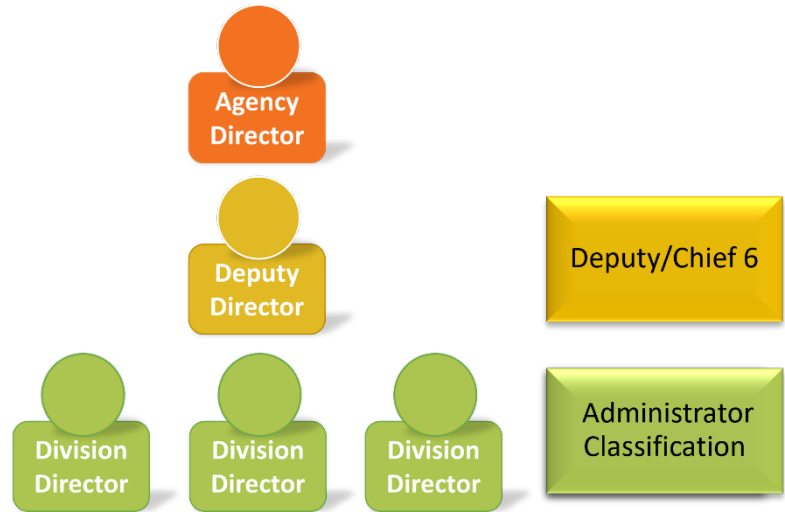 Agency
Director
Deputy
Director
Deputy/Chief 6
Division
Director
Division
Director
Division
Director
Administrator
Classification